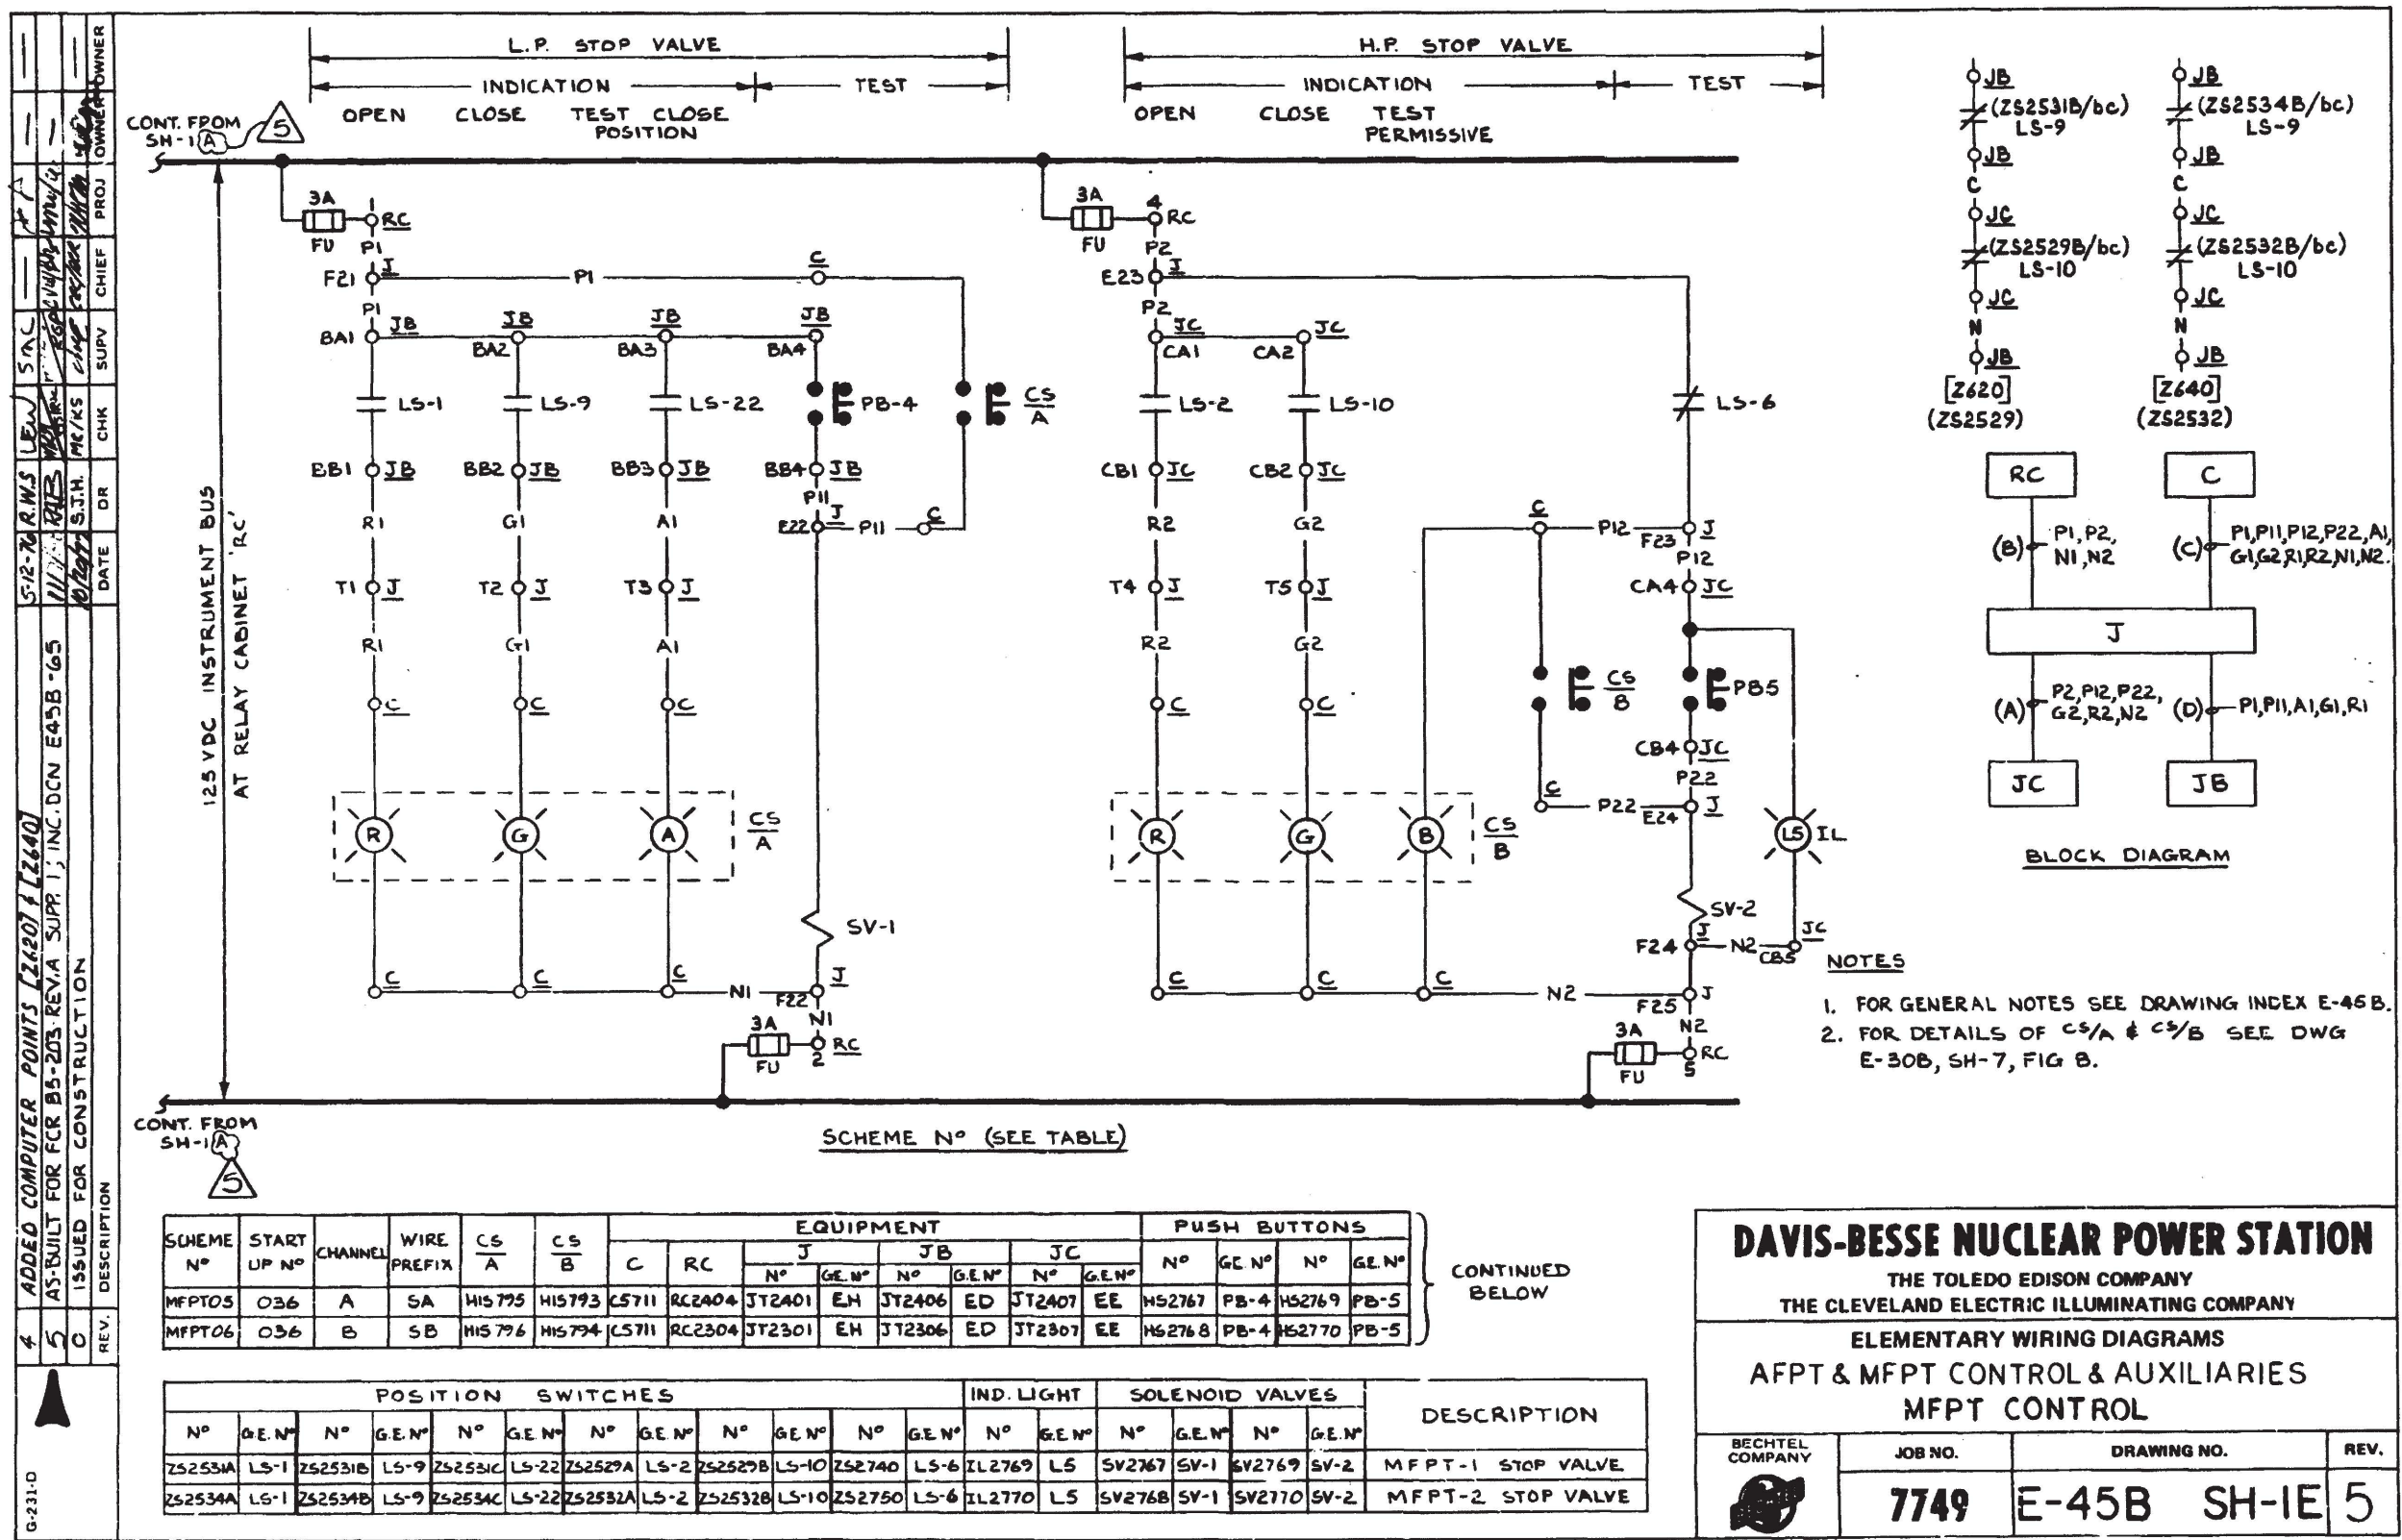 L.P. STOP VALVE
INDICATION
TEST
OPEN
CLOSE
TEST CLOSE
POSITION
H.P. STOP VALVE
INDICATION
TEST
OPEN
CLOSE
TEST
PERMISSIVE
CONT. FROM
SH-1A
5
125 VDC INSTRUMENT BUS
AT RELAY CABINET 'RC'
3A
FU
1
RC
P1
F21
J
P1
C
P1
BA1
JB
BA2
JB
BA3
JB
BA4
JB
LS-1
LS-9
LS-22
PB-4
CS
A
BB1
JB
BB2
JB
BB3
JB
BB4
JB
P11
E22
J
P11
C
R1
G1
A1
T1
J
T2
J
T3
J
R1
G1
A1
C
C
C
R
G
A
CS
A
SV-1
C
C
C
N1
F22
J
N1
3A
FU
2
RC
3A
FU
4
RC
P2
E23
J
P2
CA1
JC
CA2
JC
LS-2
LS-10
LS-6
CB1
JC
CB2
JC
C
P12
F23
J
P12
R2
G2
T4
J
T5
J
CA4
JC
R2
G2
C
C
CS
B
PB5
CB4
JC
P22
C
P22
E24
J
R
G
B
CS
B
L5
IL
SV-2
F24
J
N2
CB5
JC
C
C
C
N2
F25
J
N2
3A
FU
5
RC
CONT. FROM
SH-1A
5
SCHEME Nº (SEE TABLE)
JB
(ZS2531B/bc)
LS-9
JB
C
JC
(ZS2529B/bc)
LS-10
JC
N
JB
[Z620]
(ZS2529)
JB
(ZS2534B/bc)
LS-9
JB
C
JC
(ZS2532B/bc)
LS-10
JC
N
JB
[Z640]
(ZS2532)
RC
C
(B)
P1,P2,
N1,N2
(C)
P1,P11,P12,P22,A1,
G1,G2,R1,R2,N1,N2.
J
(A)
P2,P12,P22,
G2,R2,N2
(D)
P1,P11,A1,G1,R1
JC
JB
BLOCK DIAGRAM
NOTES
1. FOR GENERAL NOTES SEE DRAWING INDEX E-45B.
2. FOR DETAILS OF CS/A & CS/B SEE DWG
E-30B, SH-7, FIG B.
SCHEME Nº START UP Nº CHANNEL WIRE PREFIX CS A CS B EQUIPMENT PUSH BUTTONS
C RC J JB JC Nº G.E. Nº Nº G.E. Nº
Nº G.E. Nº Nº G.E. Nº Nº G.E. Nº
MFPT05 036 A SA HIS795 HIS793 C5711 RC2404 JT2401 EH JT2406 ED JT2407 EE HS2767 PB-4 HS2769 PB-5
MFPT06 036 B SB HIS796 HIS794 C5711 RC2304 JT2301 EH JT2306 ED JT2307 EE HS2768 PB-4 HS2770 PB-5
CONTINUED
BELOW
POSITION SWITCHES IND. LIGHT SOLENOID VALVES DESCRIPTION
Nº G.E. Nº Nº G.E. Nº Nº G.E. Nº Nº G.E. Nº Nº G.E. Nº Nº G.E. Nº Nº G.E. Nº Nº G.E. Nº Nº G.E. Nº
ZS2531A LS-1 ZS2531B LS-9 ZS2531C LS-22 ZS2529A LS-2 ZS2529B LS-10 ZS2740 LS-6 IL2769 L5 SV2767 SV-1 SV2769 SV-2 MFPT-1 STOP VALVE
ZS2534A LS-1 ZS2534B LS-9 ZS2534C LS-22 ZS2532A LS-2 ZS2532B LS-10 ZS2750 LS-6 IL2770 L5 SV2768 SV-1 SV2770 SV-2 MFPT-2 STOP VALVE
DAVIS-BESSE NUCLEAR POWER STATION
THE TOLEDO EDISON COMPANY
THE CLEVELAND ELECTRIC ILLUMINATING COMPANY
ELEMENTARY WIRING DIAGRAMS
AFPT & MFPT CONTROL & AUXILIARIES
MFPT CONTROL
BECHTEL
COMPANY
JOB NO.
7749
DRAWING NO.
E-45B SH-1E
REV.
5
4 ADDED COMPUTER POINTS [Z620] & [Z640] 5-12-76 R.W.S LEW SMC
5 AS-BUILT FOR FCR 85-203 REV.A SUPP. 1; INC. DCN E45B-65 RAB
0 ISSUED FOR CONSTRUCTION S.J.H. MC/KS
REV. DESCRIPTION DATE DR CHK SUPV CHIEF PROJ OWNER OWNER
G-231-D